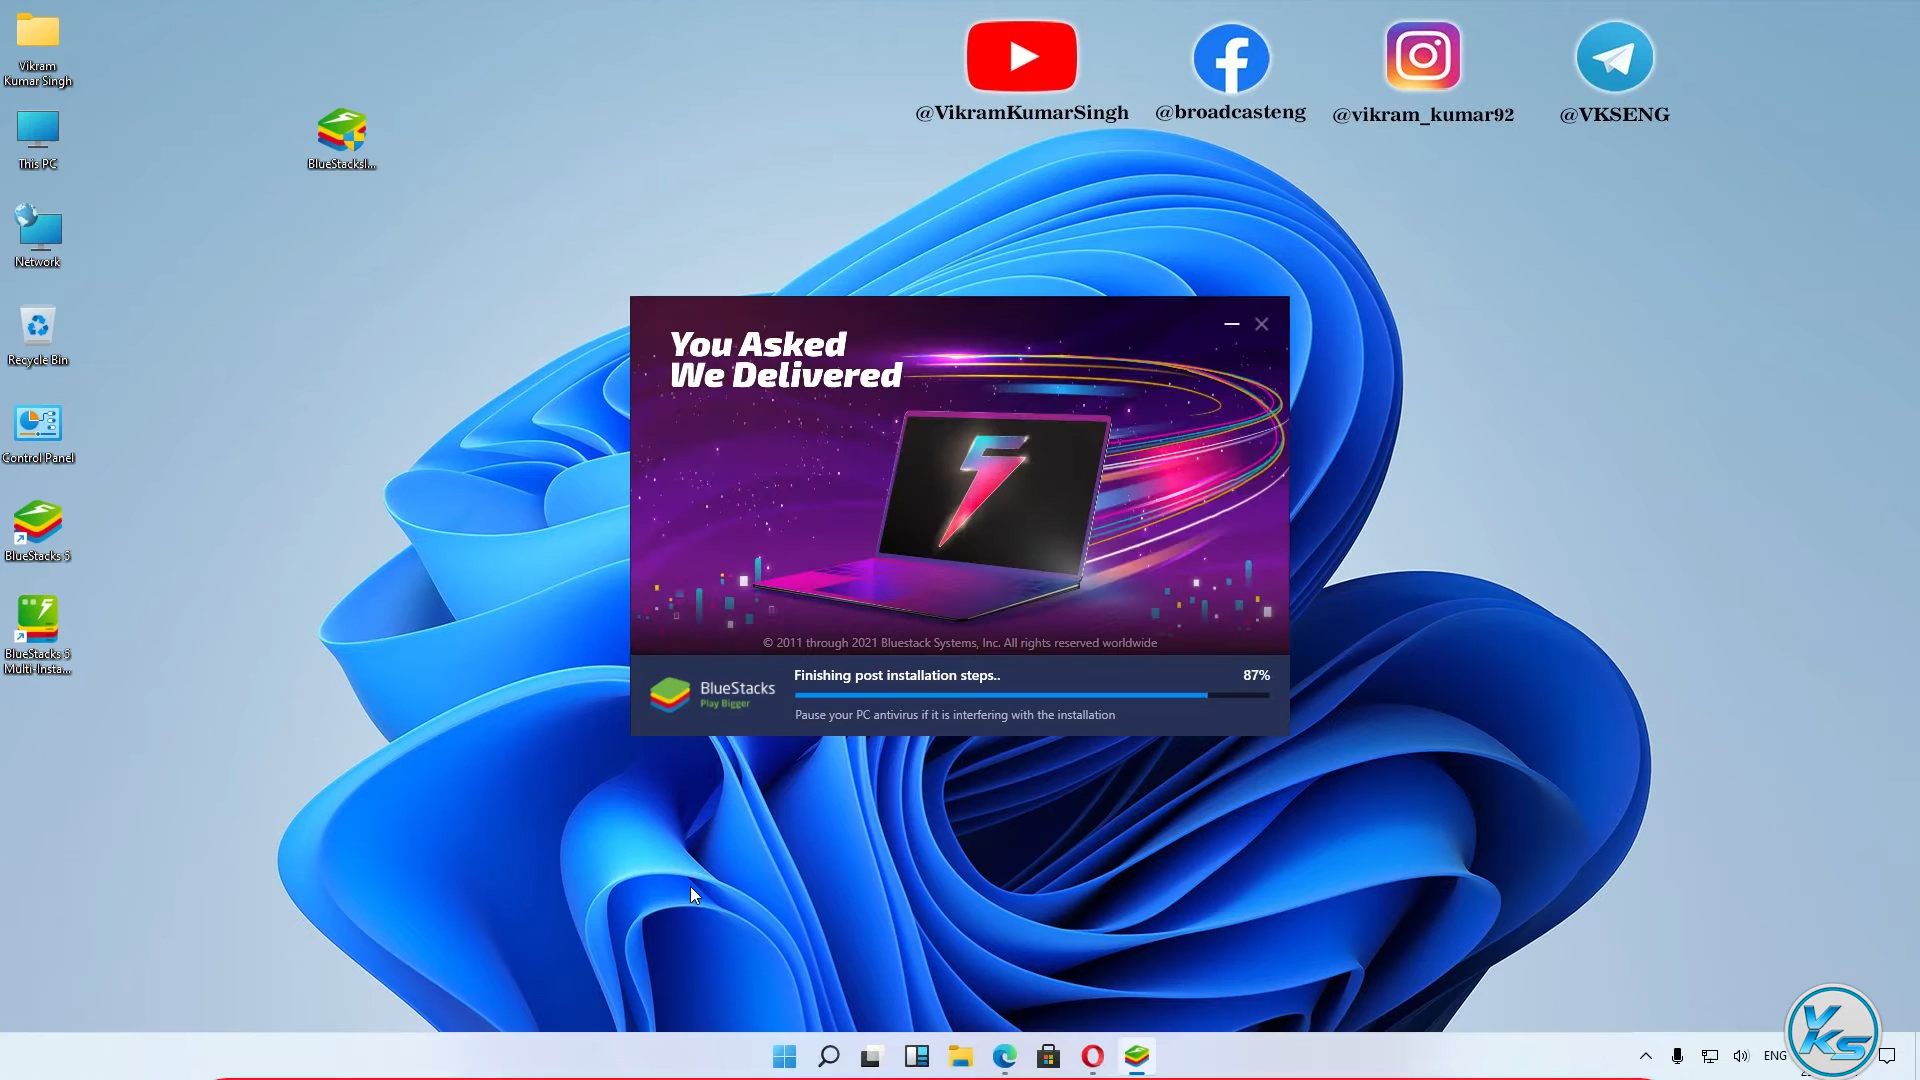 Vikram
Kumar Singh
This PC
Network
Recycle Bin
Control Panel
BlueStacks 5
BlueStacks 5
Multi-Insta...
BlueStacksI...
@VikramKumarSingh
@broadcasteng
@vikram_kumar92
@VKSENG
You Asked
We Delivered
© 2011 through 2021 Bluestack Systems, Inc. All rights reserved worldwide
BlueStacks
Play Bigger
Finishing post installation steps..
87%
Pause your PC antivirus if it is interfering with the installation
ENG
VKS